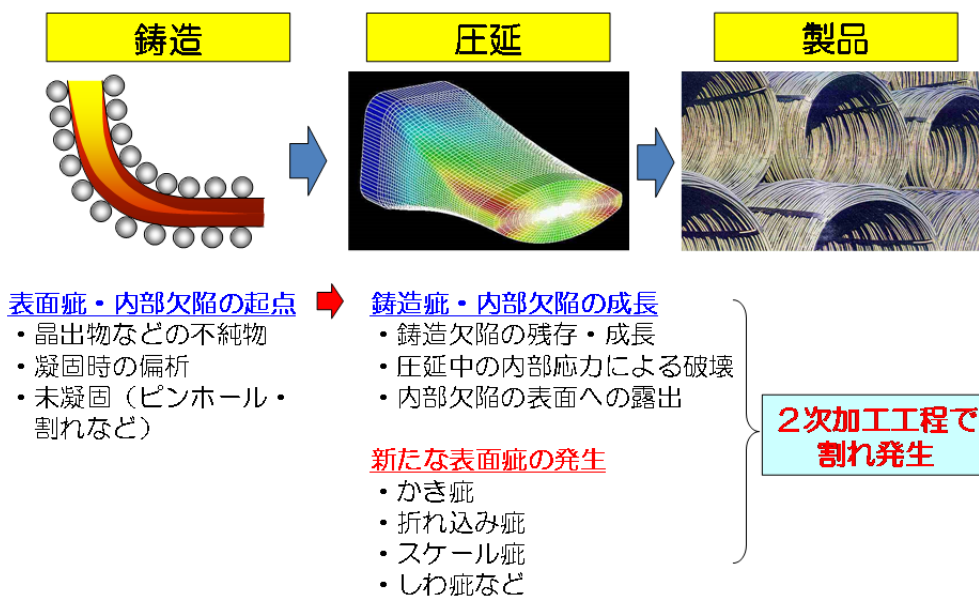 鋳造
圧延
製品
表面疵・内部欠陥の起点
・晶出物などの不純物
・凝固時の偏析
・未凝固(ピンホール・
割れなど)
鋳造疵・内部欠陥の成長
・鋳造欠陥の残存・成長
・圧延中の内部応力による破壊
・内部欠陥の表面への露出
新たな表面疵の発生
・かき疵
・折れ込み疵
・スケール疵
・しわ疵など
2次加工工程で
割れ発生